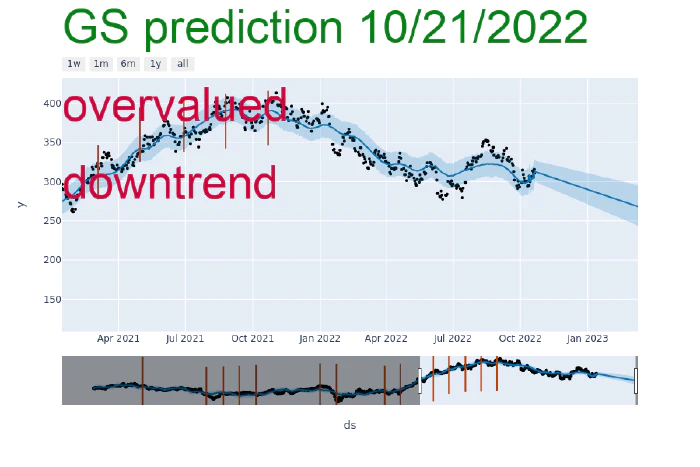 GS prediction 10/21/2022
1w 1m 6m 1y all
400
overvalued
350
300
downtrend
250
y
200
150
Apr 2021 Jul 2021 Oct 2021 Jan 2022 Apr 2022 Jul 2022 Oct 2022 Jan 2023
ds